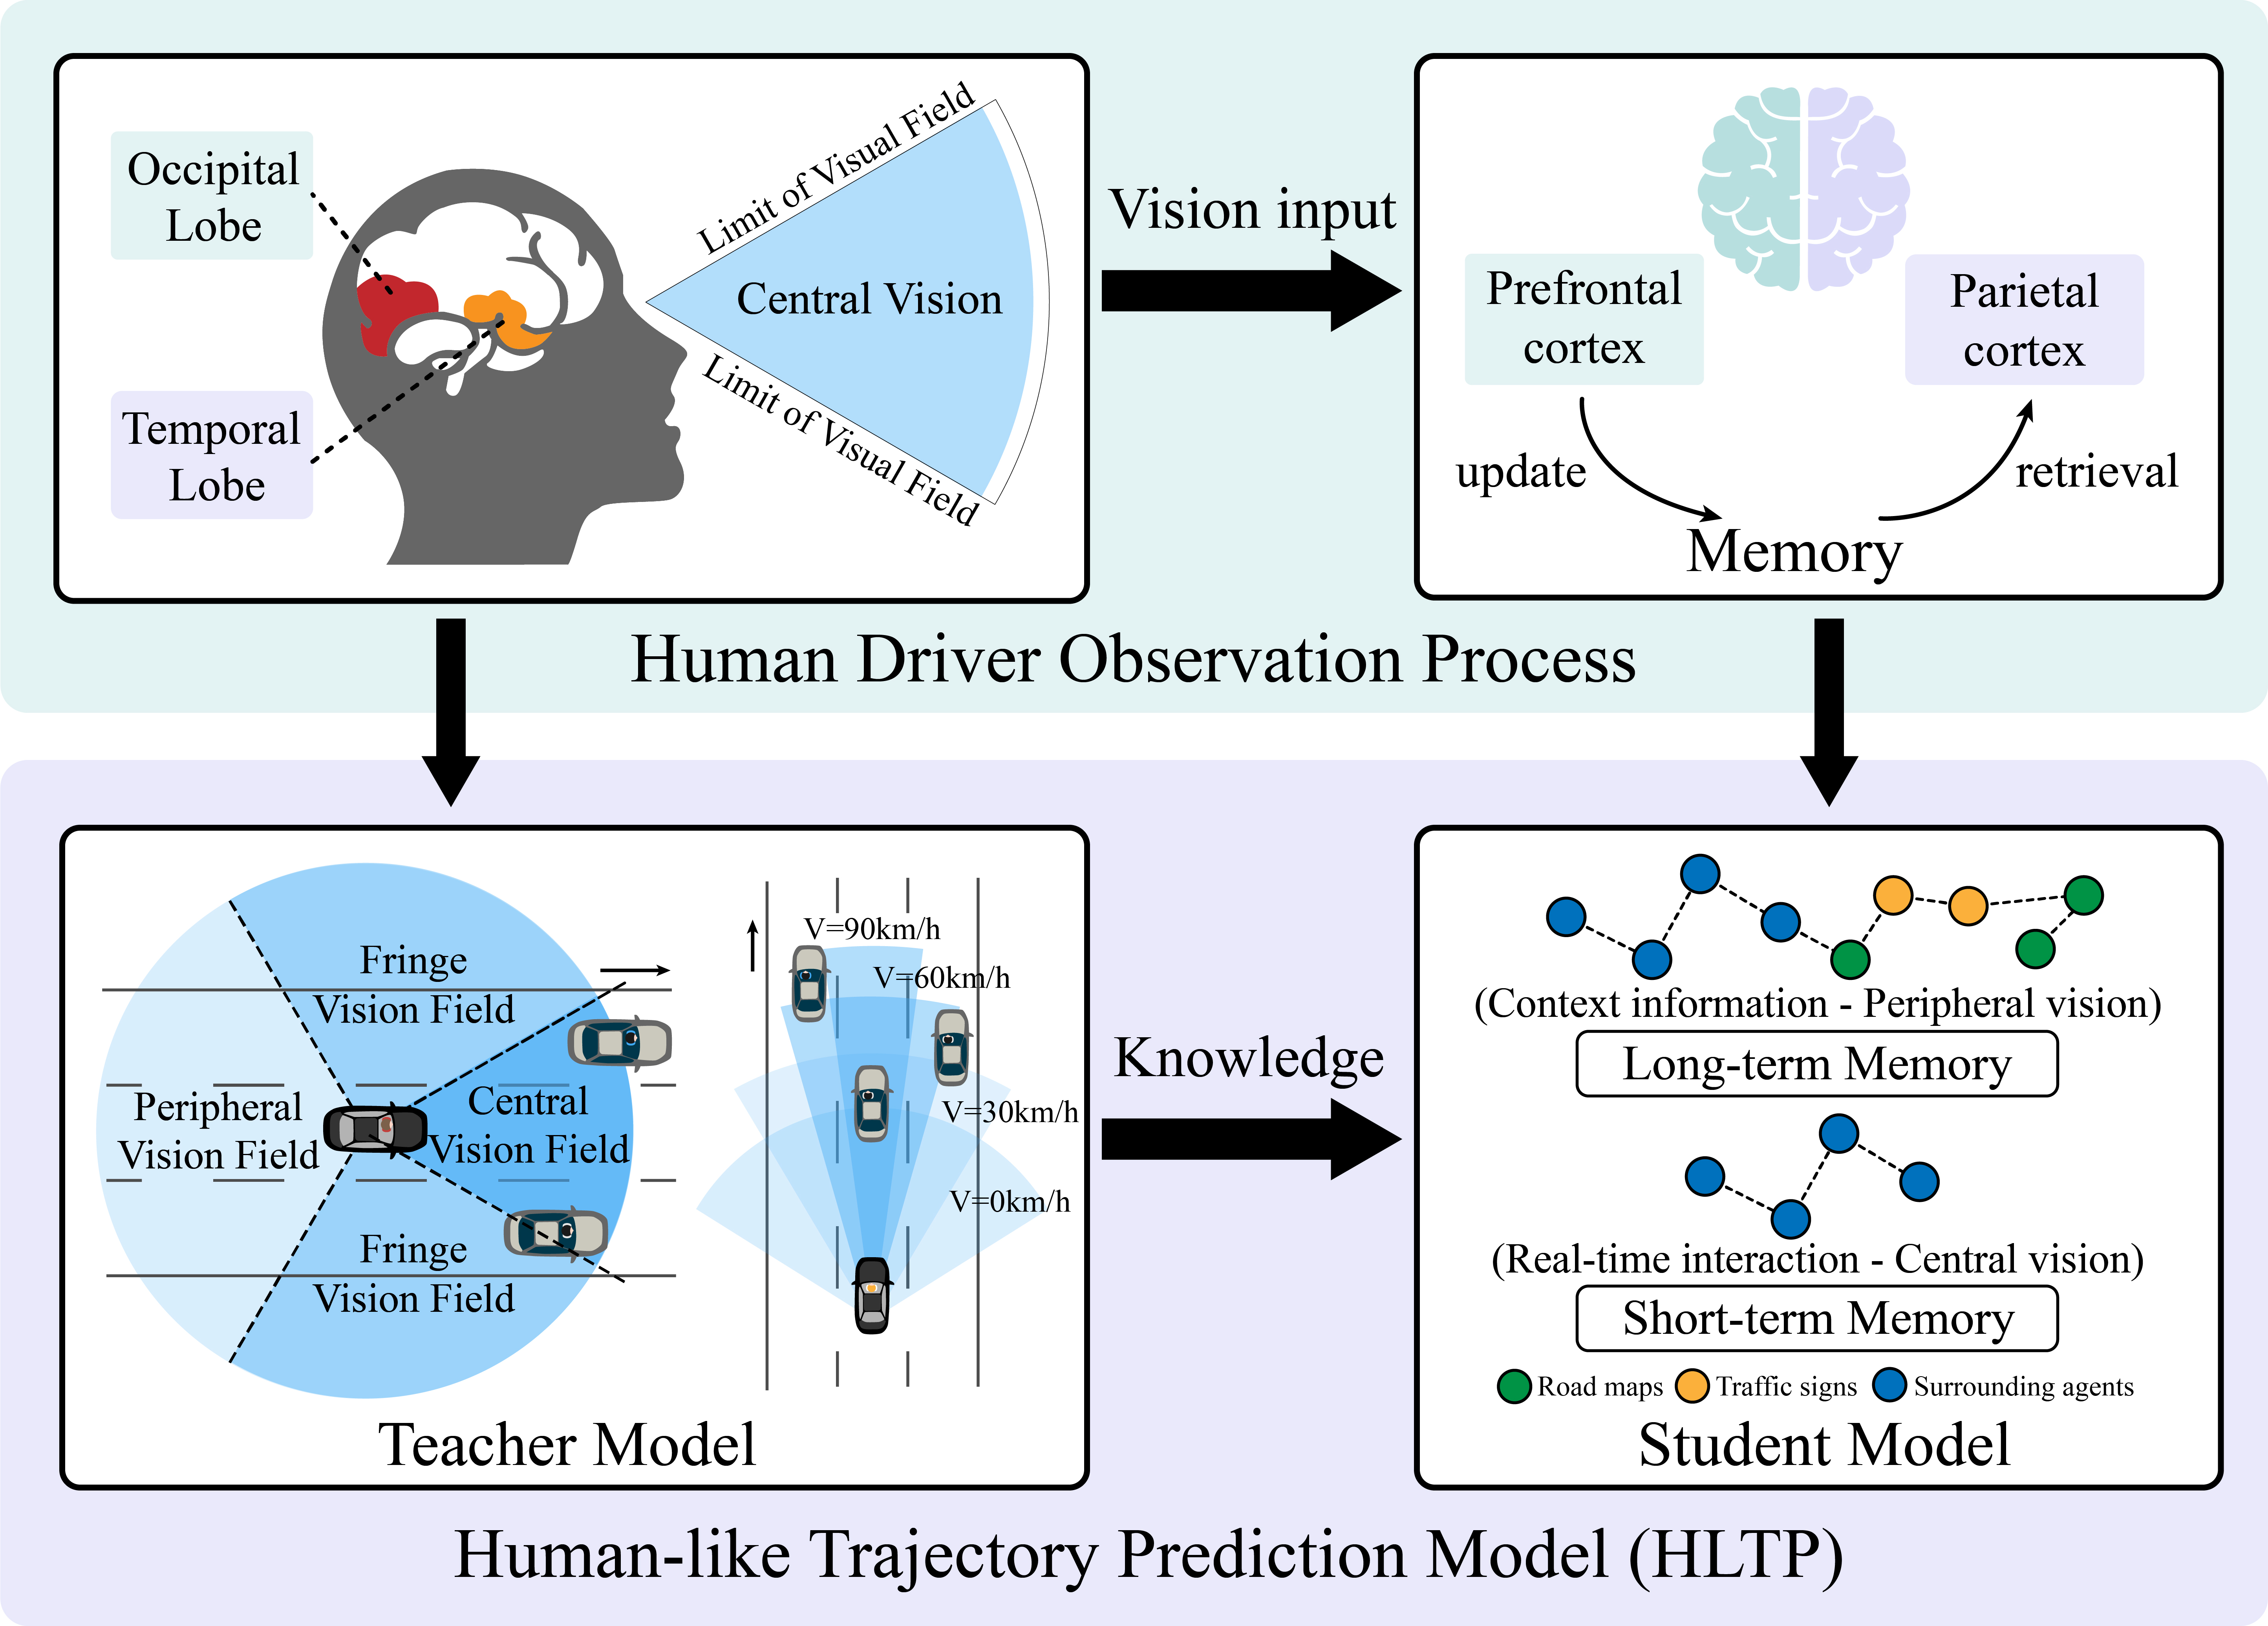 Occipital
Lobe
Temporal
Lobe
Limit of Visual Field
Central Vision
Limit of Visual Field
Vision input
Prefrontal
cortex
Parietal
cortex
update
retrieval
Memory
Human Driver Observation Process
Fringe
Vision Field
Peripheral
Vision Field
Central
Vision Field
Fringe
Vision Field
V=90km/h
V=60km/h
V=30km/h
V=0km/h
Teacher Model
Knowledge
(Context information - Peripheral vision)
Long-term Memory
(Real-time interaction - Central vision)
Short-term Memory
Road maps Traffic signs Surrounding agents
Student Model
Human-like Trajectory Prediction Model (HLTP)